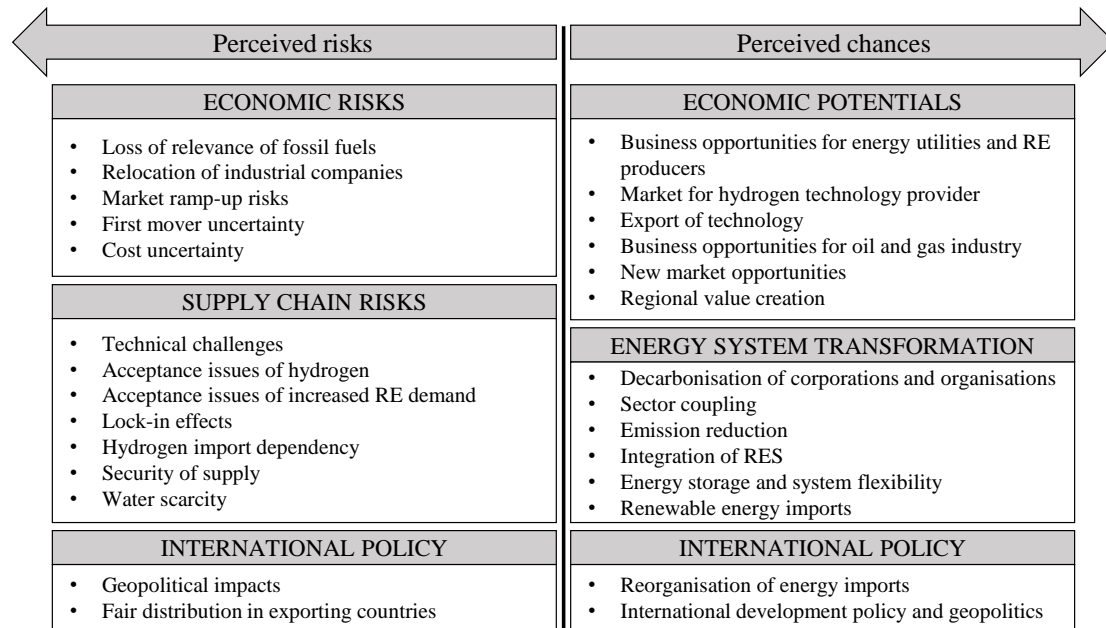 Perceived risks
ECONOMIC RISKS
• Loss of relevance of fossil fuels
• Relocation of industrial companies
• Market ramp-up risks
• First mover uncertainty
• Cost uncertainty
SUPPLY CHAIN RISKS
• Technical challenges
• Acceptance issues of hydrogen
• Acceptance issues of increased RE demand
• Lock-in effects
• Hydrogen import dependency
• Security of supply
• Water scarcity
INTERNATIONAL POLICY
• Geopolitical impacts
• Fair distribution in exporting countries
Perceived chances
ECONOMIC POTENTIALS
• Business opportunities for energy utilities and RE
producers
• Market for hydrogen technology provider
• Export of technology
• Business opportunities for oil and gas industry
• New market opportunities
• Regional value creation
ENERGY SYSTEM TRANSFORMATION
• Decarbonisation of corporations and organisations
• Sector coupling
• Emission reduction
• Integration of RES
• Energy storage and system flexibility
• Renewable energy imports
INTERNATIONAL POLICY
• Reorganisation of energy imports
• International development policy and geopolitics